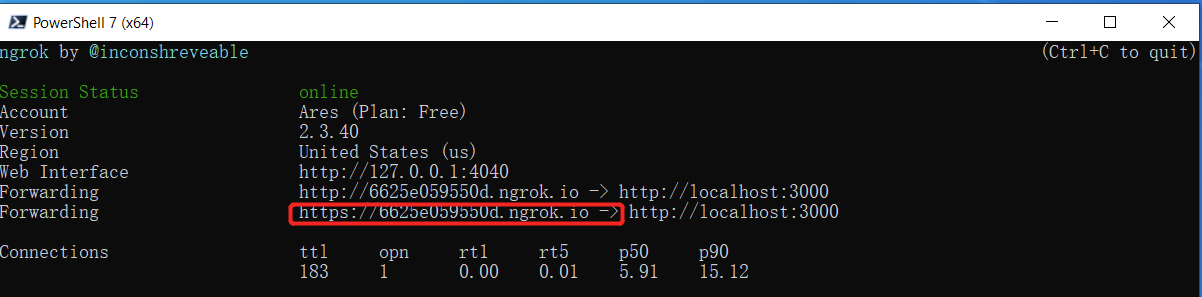 PowerShell 7 (x64)
ngrok by @inconshreveable (Ctrl+C to quit)
Session Status online
Account Ares (Plan: Free)
Version 2.3.40
Region United States (us)
Web Interface http://127.0.0.1:4040
Forwarding http://6625e059550d.ngrok.io -> http://localhost:3000
Forwarding https://6625e059550d.ngrok.io -> http://localhost:3000
Connections ttl opn rt1 rt5 p50 p90
183 1 0.00 0.01 5.91 15.12